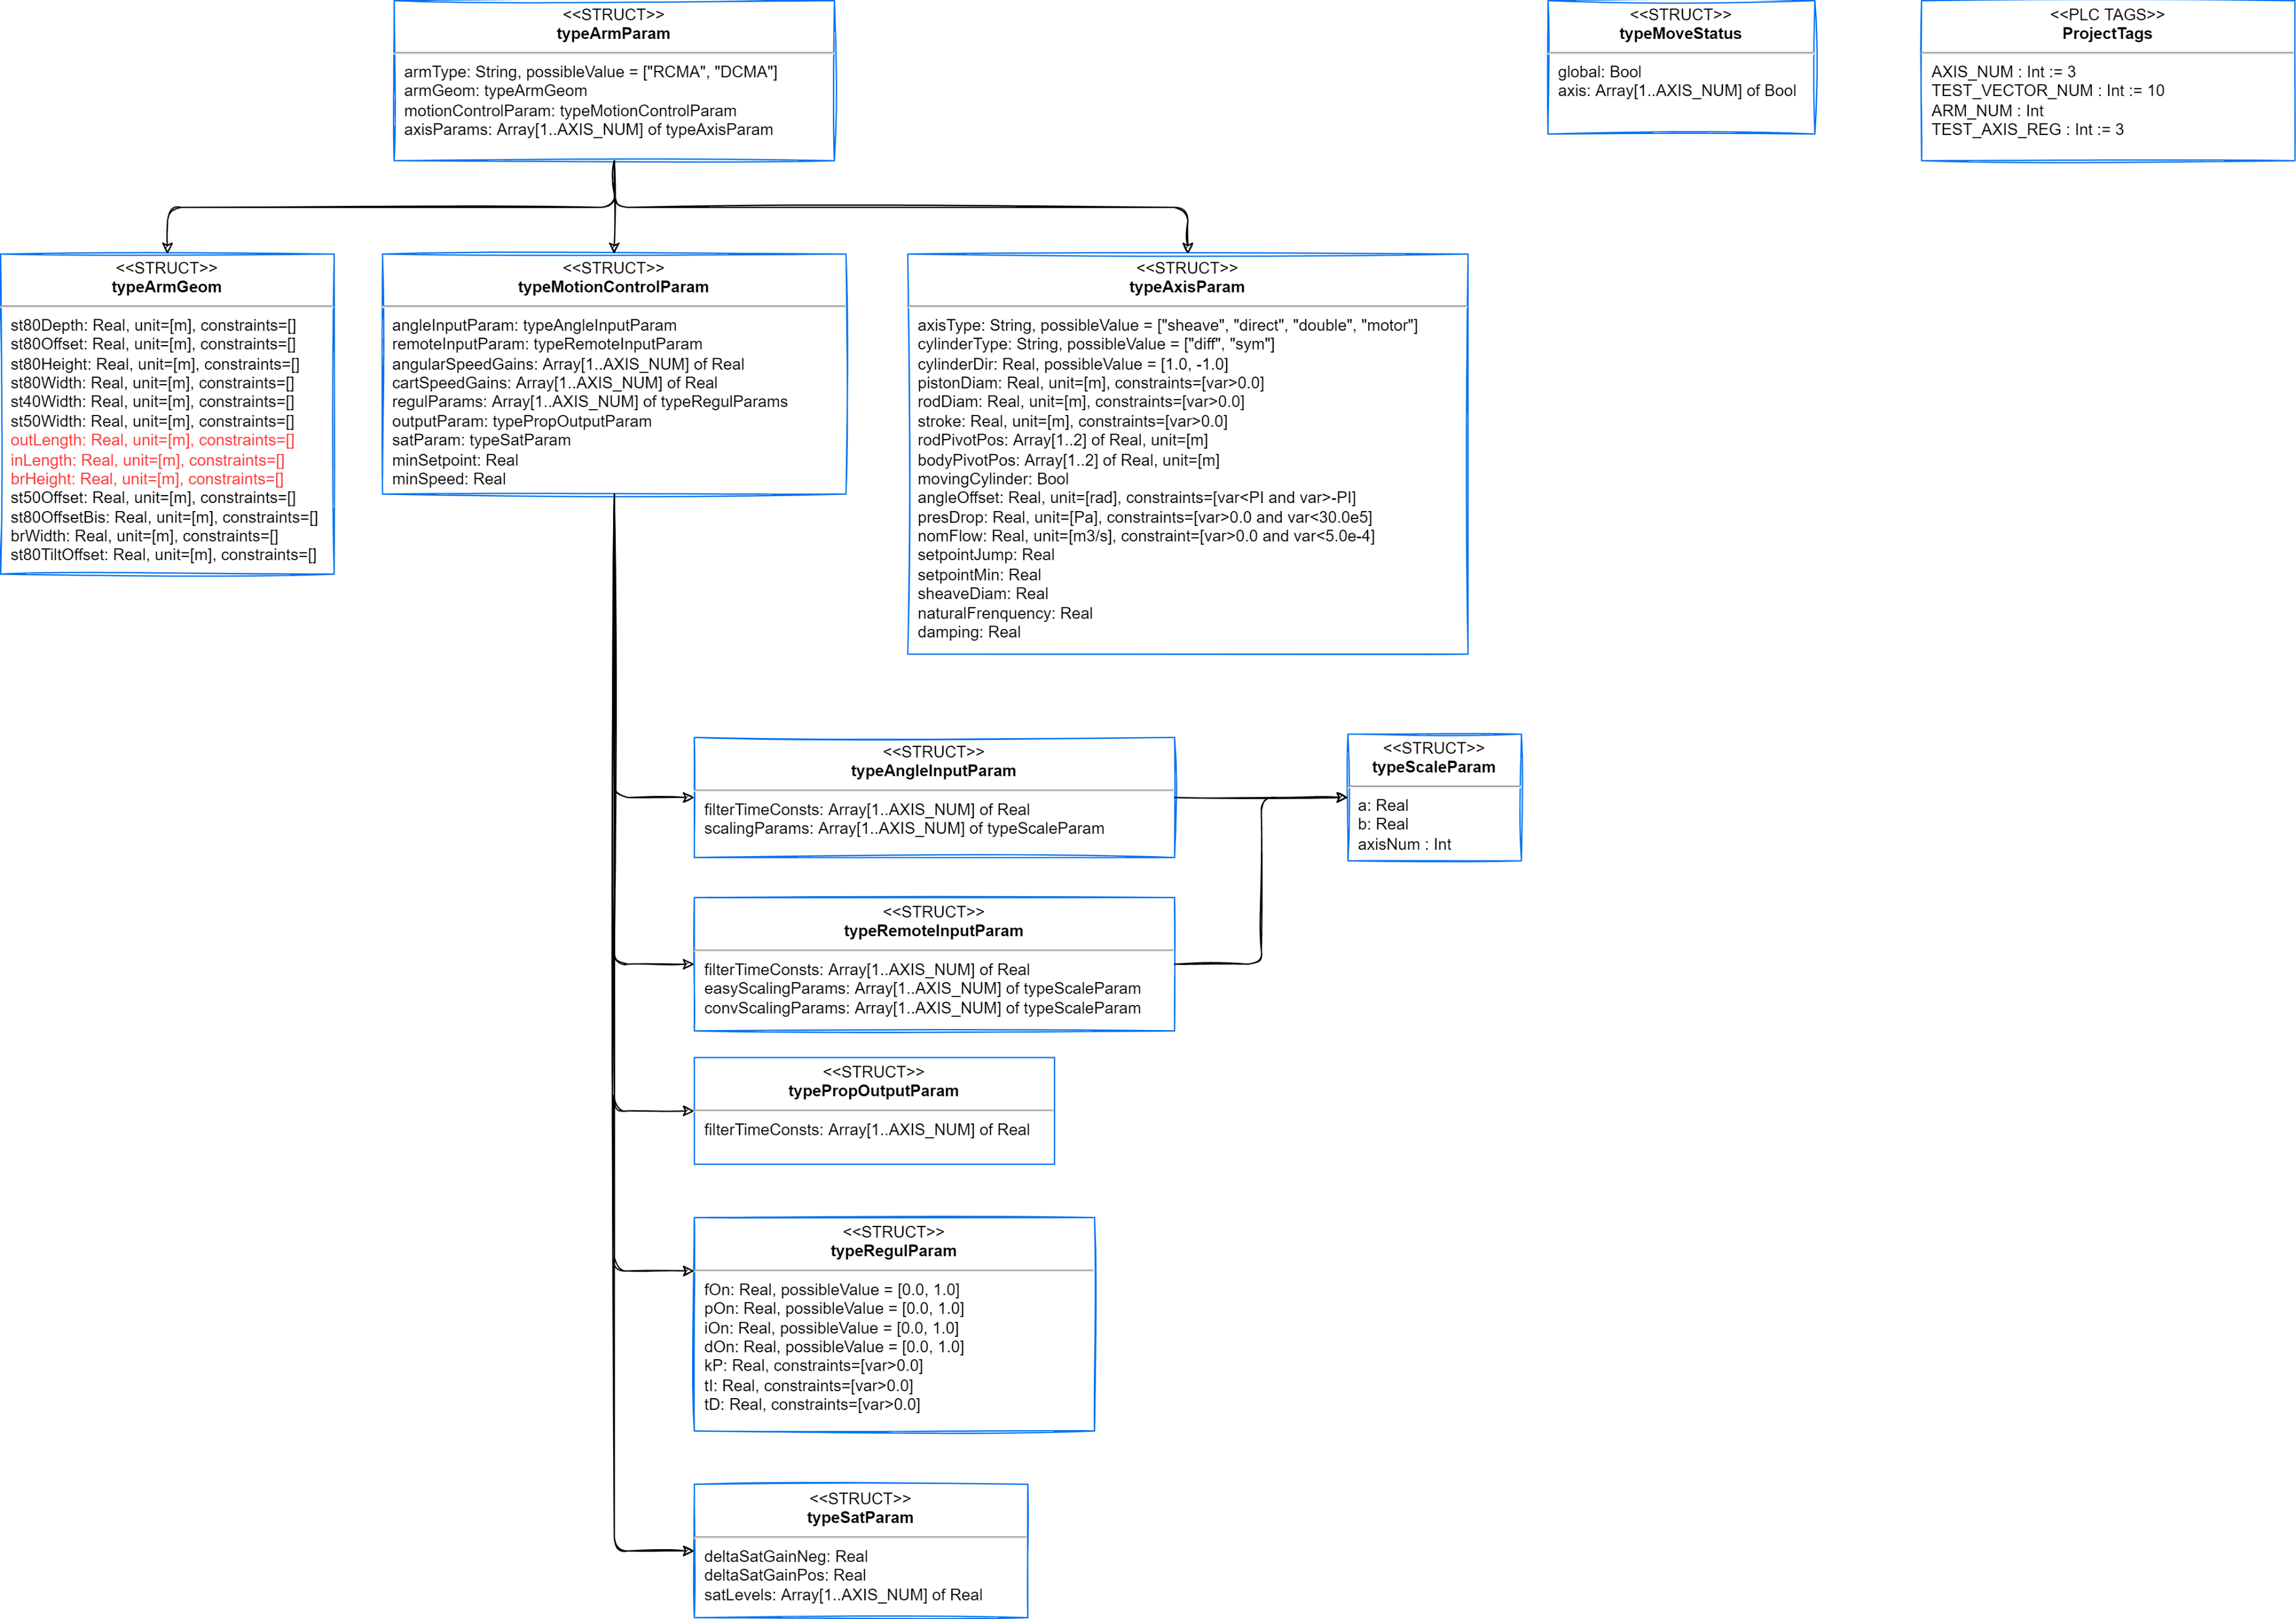 <<STRUCT>>
typeArmParam
armType: String, possibleValue = ["RCMA", "DCMA"]
armGeom: typeArmGeom
motionControlParam: typeMotionControlParam
axisParams: Array[1..AXIS_NUM] of typeAxisParam
<<STRUCT>>
typeMoveStatus
global: Bool
axis: Array[1..AXIS_NUM] of Bool
<<PLC TAGS>>
ProjectTags
AXIS_NUM : Int := 3
TEST_VECTOR_NUM : Int := 10
ARM_NUM : Int
TEST_AXIS_REG : Int := 3
<<STRUCT>>
typeArmGeom
st80Depth: Real, unit=[m], constraints=[]
st80Offset: Real, unit=[m], constraints=[]
st80Height: Real, unit=[m], constraints=[]
st80Width: Real, unit=[m], constraints=[]
st40Width: Real, unit=[m], constraints=[]
st50Width: Real, unit=[m], constraints=[]
outLength: Real, unit=[m], constraints=[]
inLength: Real, unit=[m], constraints=[]
brHeight: Real, unit=[m], constraints=[]
st50Offset: Real, unit=[m], constraints=[]
st80OffsetBis: Real, unit=[m], constraints=[]
brWidth: Real, unit=[m], constraints=[]
st80TiltOffset: Real, unit=[m], constraints=[]
<<STRUCT>>
typeMotionControlParam
angleInputParam: typeAngleInputParam
remoteInputParam: typeRemoteInputParam
angularSpeedGains: Array[1..AXIS_NUM] of Real
cartSpeedGains: Array[1..AXIS_NUM] of Real
regulParams: Array[1..AXIS_NUM] of typeRegulParams
outputParam: typePropOutputParam
satParam: typeSatParam
minSetpoint: Real
minSpeed: Real
<<STRUCT>>
typeAxisParam
axisType: String, possibleValue = ["sheave", "direct", "double", "motor"]
cylinderType: String, possibleValue = ["diff", "sym"]
cylinderDir: Real, possibleValue = [1.0, -1.0]
pistonDiam: Real, unit=[m], constraints=[var>0.0]
rodDiam: Real, unit=[m], constraints=[var>0.0]
stroke: Real, unit=[m], constraints=[var>0.0]
rodPivotPos: Array[1..2] of Real, unit=[m]
bodyPivotPos: Array[1..2] of Real, unit=[m]
movingCylinder: Bool
angleOffset: Real, unit=[rad], constraints=[var<PI and var>-PI]
presDrop: Real, unit=[Pa], constraints=[var>0.0 and var<30.0e5]
nomFlow: Real, unit=[m3/s], constraint=[var>0.0 and var<5.0e-4]
setpointJump: Real
setpointMin: Real
sheaveDiam: Real
naturalFrenquency: Real
damping: Real
<<STRUCT>>
typeAngleInputParam
filterTimeConsts: Array[1..AXIS_NUM] of Real
scalingParams: Array[1..AXIS_NUM] of typeScaleParam
<<STRUCT>>
typeScaleParam
a: Real
b: Real
axisNum : Int
<<STRUCT>>
typeRemoteInputParam
filterTimeConsts: Array[1..AXIS_NUM] of Real
easyScalingParams: Array[1..AXIS_NUM] of typeScaleParam
convScalingParams: Array[1..AXIS_NUM] of typeScaleParam
<<STRUCT>>
typePropOutputParam
filterTimeConsts: Array[1..AXIS_NUM] of Real
<<STRUCT>>
typeRegulParam
fOn: Real, possibleValue = [0.0, 1.0]
pOn: Real, possibleValue = [0.0, 1.0]
iOn: Real, possibleValue = [0.0, 1.0]
dOn: Real, possibleValue = [0.0, 1.0]
kP: Real, constraints=[var>0.0]
tI: Real, constraints=[var>0.0]
tD: Real, constraints=[var>0.0]
<<STRUCT>>
typeSatParam
deltaSatGainNeg: Real
deltaSatGainPos: Real
satLevels: Array[1..AXIS_NUM] of Real